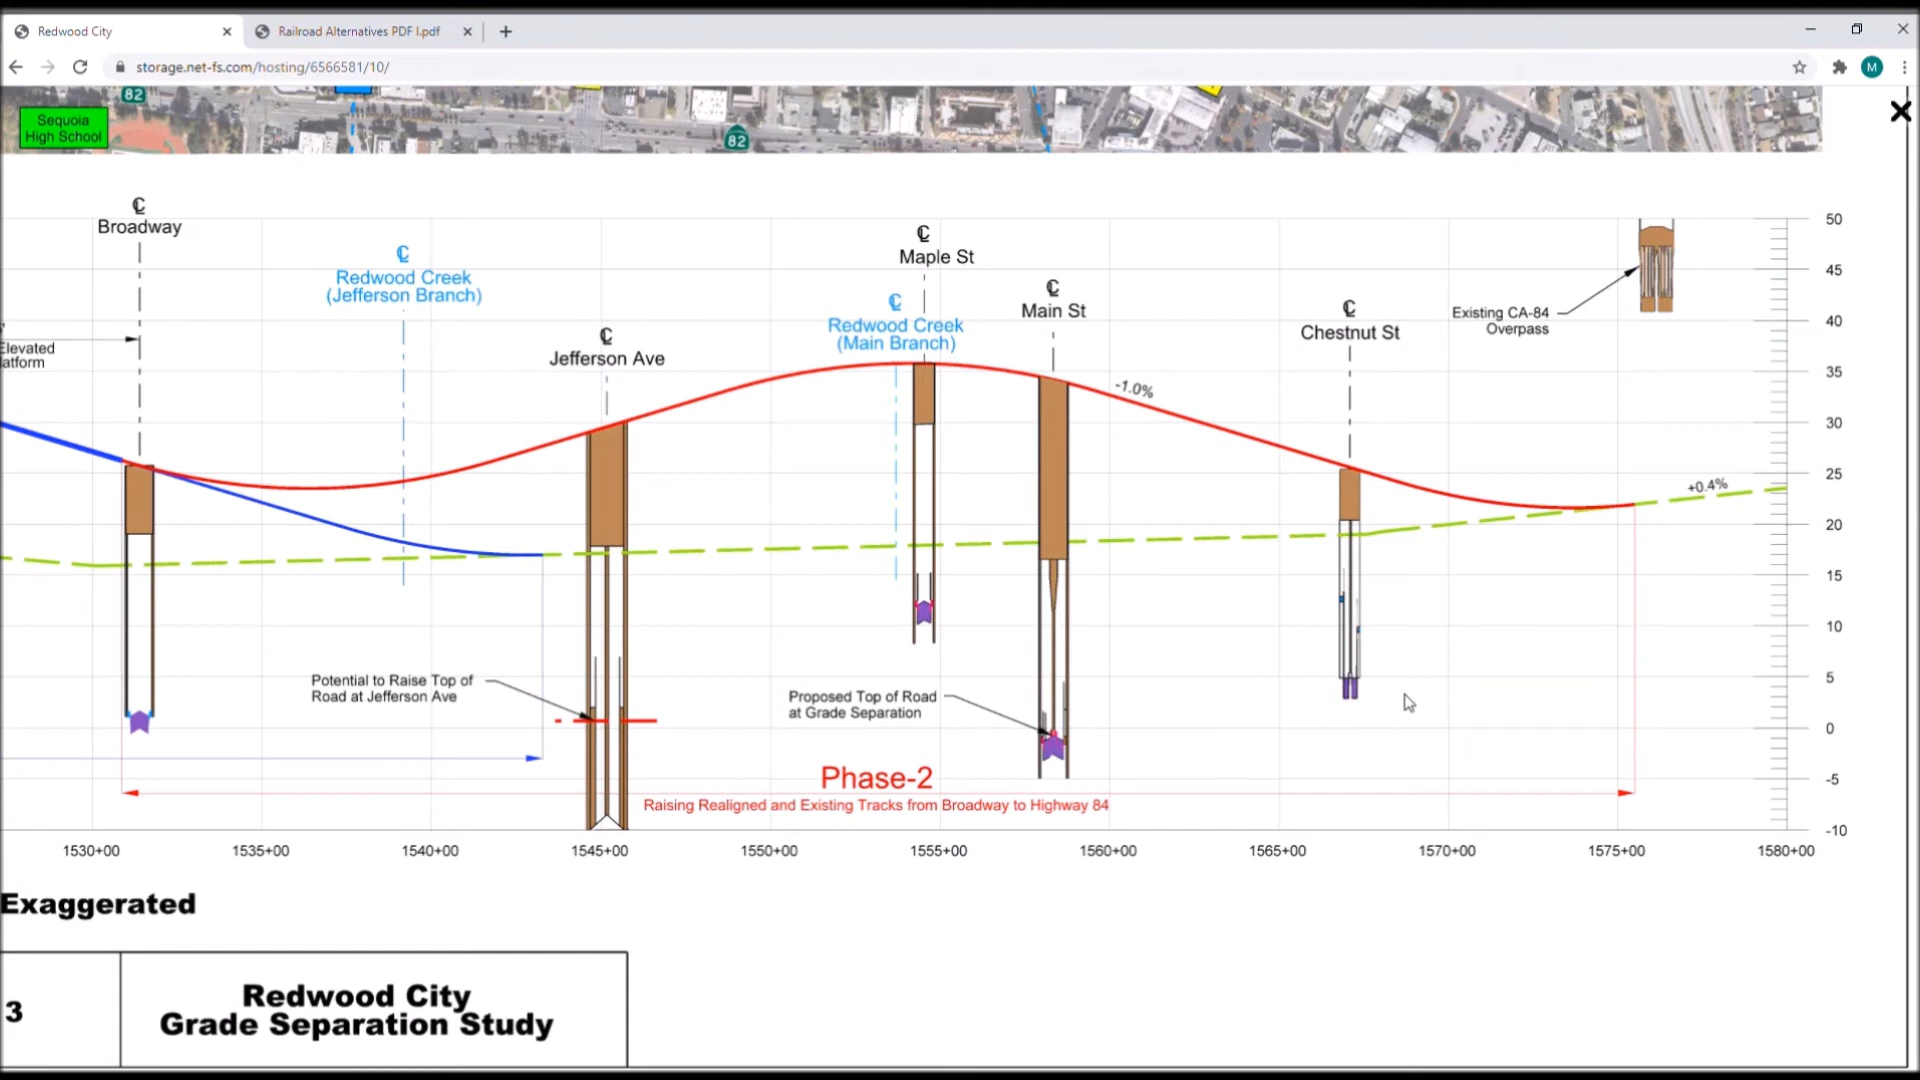 Redwood City
Railroad Alternatives PDF I.pdf
storage.net-fs.com/hosting/6566581/10/
M
82
Sequoia
High School
82
℄
Broadway
℄
Redwood Creek
(Jefferson Branch)
℄
Jefferson Ave
℄
Maple St
℄
Redwood Creek
(Main Branch)
℄
Main St
℄
Chestnut St
Existing CA-84
Overpass
Elevated
latform
-1.0%
+0.4%
50
45
40
35
30
25
20
15
10
5
0
-5
-10
Potential to Raise Top of
Road at Jefferson Ave
Proposed Top of Road
at Grade Separation
Phase-2
Raising Realigned and Existing Tracks from Broadway to Highway 84
1530+00
1535+00
1540+00
1545+00
1550+00
1555+00
1560+00
1565+00
1570+00
1575+00
1580+00
Exaggerated
3
Redwood City
Grade Separation Study